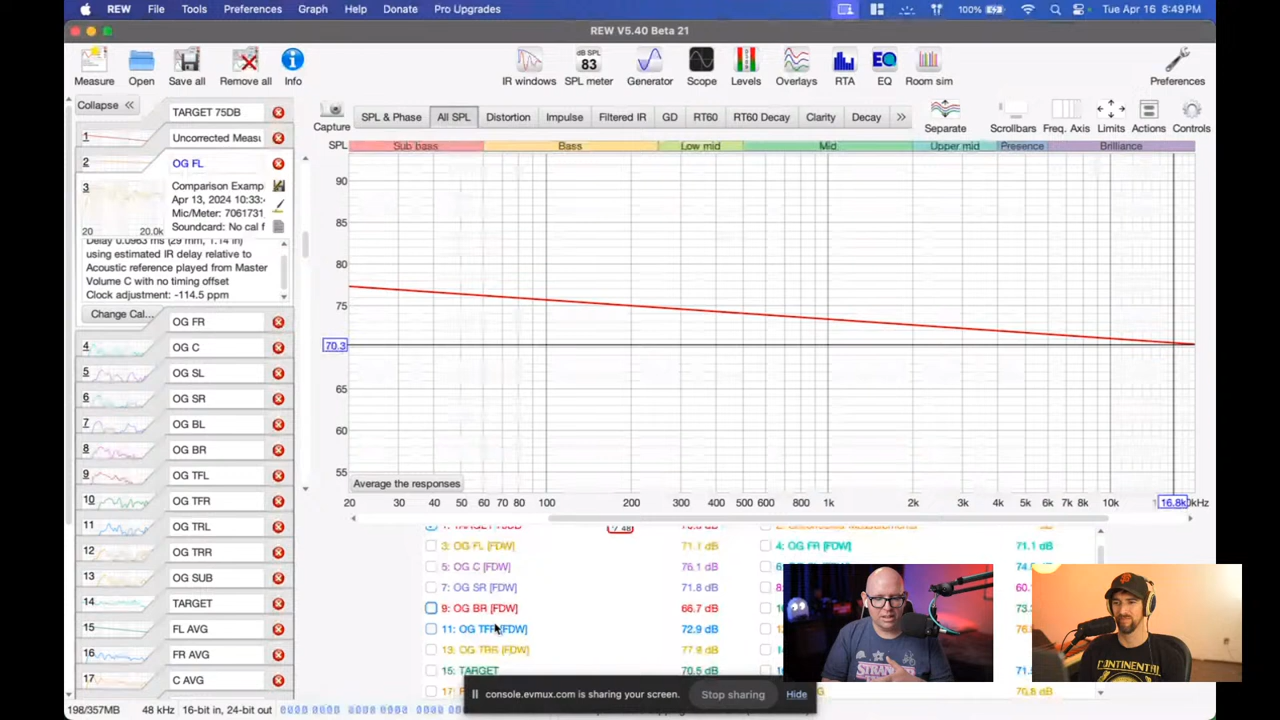 REW File Tools Preferences Graph Help Donate Pro Upgrades 100% Tue Apr 16 8:49 PM
REW V5.40 Beta 21
dB SPL
83
Measure Open Save all Remove all Info IR windows SPL meter Generator Scope Levels Overlays RTA EQ Room sim Preferences
Collapse
TARGET 75DB
Capture SPL & Phase All SPL Distortion Impulse Filtered IR GD RT60 RT60 Decay Clarity Decay Separate Scrollbars Freq. Axis Limits Actions Controls
1 Uncorrected Measu
SPL Sub bass Bass Low mid Mid Upper mid Presence Brilliance
2 OG FL
3 Comparison Examp
Apr 13, 2024 10:33:
Mic/Meter: 7061731
Soundcard: No cal f
20 20.0k
Delay 0.0963 ms (29 mm, 1.14 in)
using estimated IR delay relative to
Acoustic reference played from Master
Volume C with no timing offset
Clock adjustment: -114.5 ppm
Change Cal...
OG FR
4 OG C
5 OG SL
6 OG SR
7 OG BL
8 OG BR
9 OG TFL
10 OG TFR
11 OG TRL
12 OG TRR
13 OG SUB
14 TARGET
15 FL AVG
16 FR AVG
17 C AVG
90
85
80
75
70.3
65
60
55
Average the responses
20 30 40 50 60 70 80 100 200 300 400 500 600 800 1k 2k 3k 4k 5k 6k 7k 8k 10k 16.8k kHz
1: TARGET 75DB 48 2: Uncorrected Measurements
3: OG FL [FDW] 71.1 dB 4: OG FR [FDW] 71.1 dB
5: OG C [FDW] 76.1 dB
7: OG SR [FDW] 71.8 dB
9: OG BR [FDW] 66.7 dB
11: OG TFR [FDW] 72.9 dB
13: OG TRR [FDW] 77.8 dB
15: TARGET 70.5 dB
console.evmux.com is sharing your screen. Stop sharing Hide
198/357MB 48 kHz 16-bit in, 24-bit out
STRANGER
CONTINENTAL